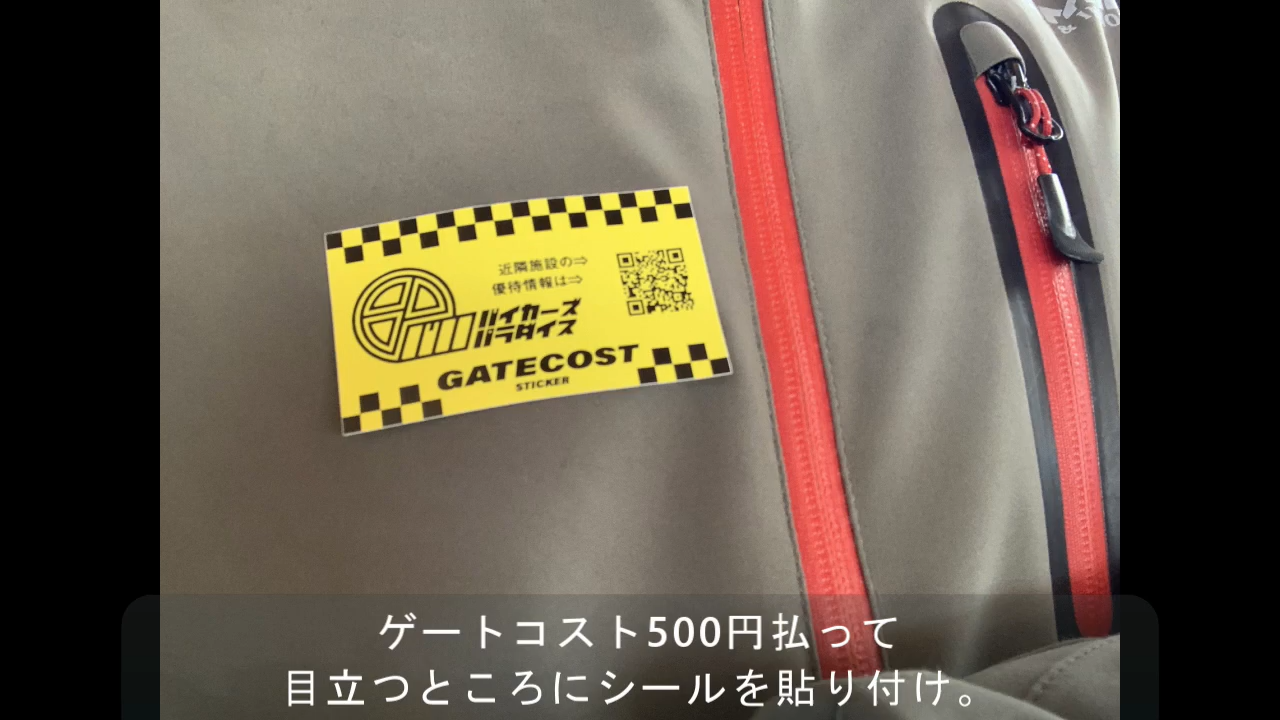 近隣施設の⇒
優待情報は⇒
バイカーズ
パラダイス
GATECOST
STICKER
ゲートコスト500円払って
目立つところにシールを貼り付け。